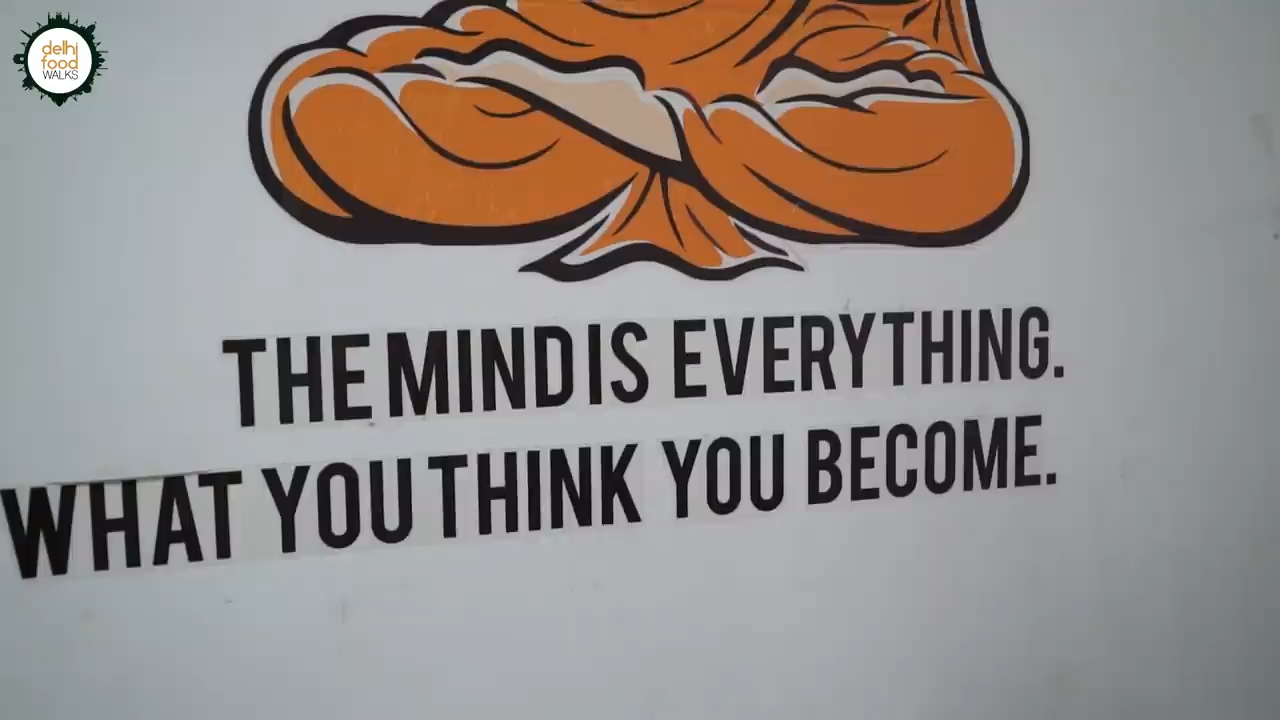 delhi
food
WALKS
THE MIND IS EVERYTHING.
WHAT YOU THINK YOU BECOME.